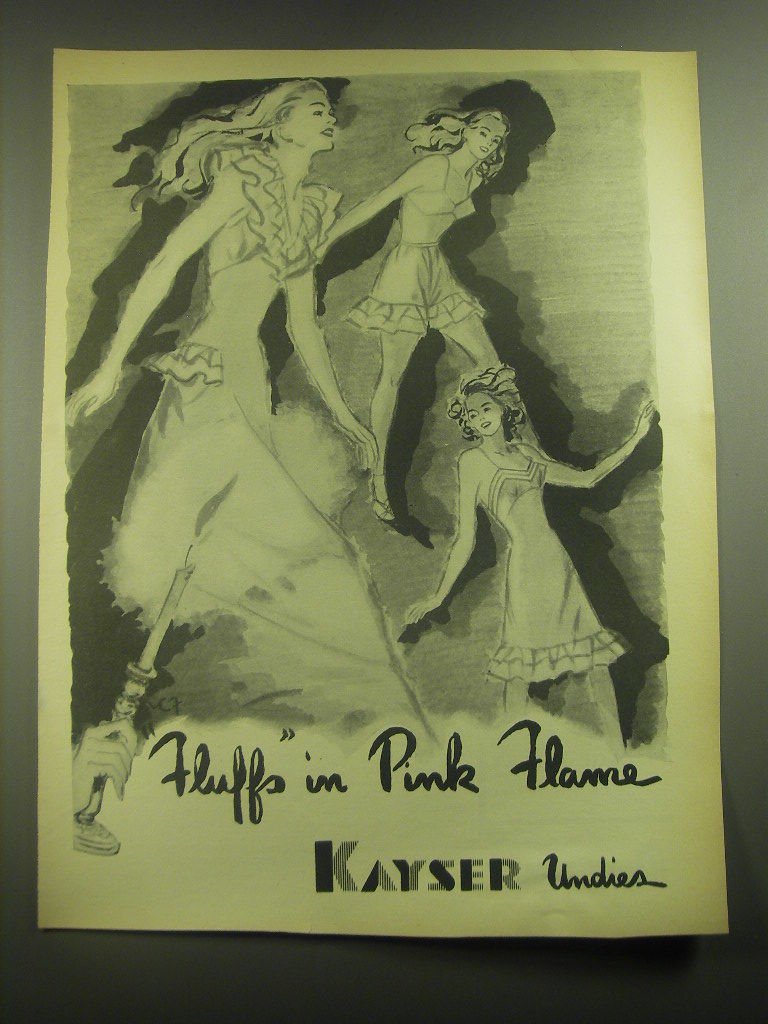 "Fluffs" in Pink Flame
KAYSER Undies